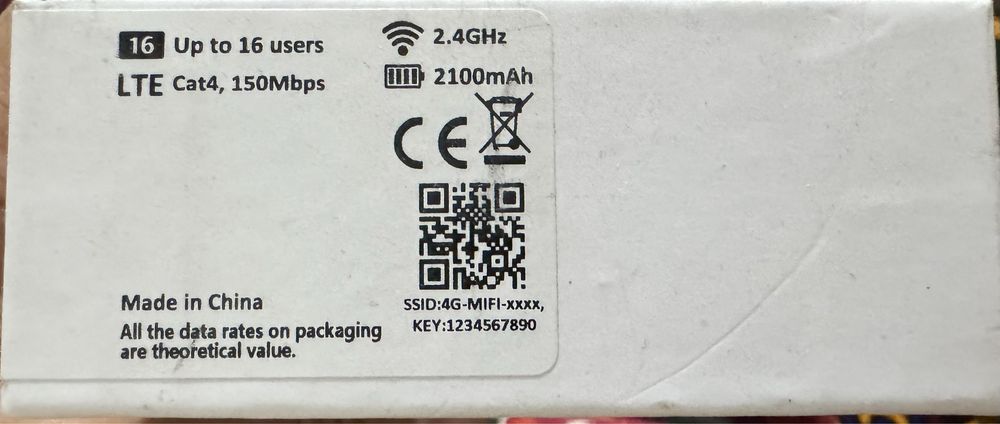 16 Up to 16 users
LTE Cat4, 150Mbps
2.4GHz
2100mAh
CE
SSID:4G-MIFI-xxxx,
KEY:1234567890
Made in China
All the data rates on packaging
are theoretical value.